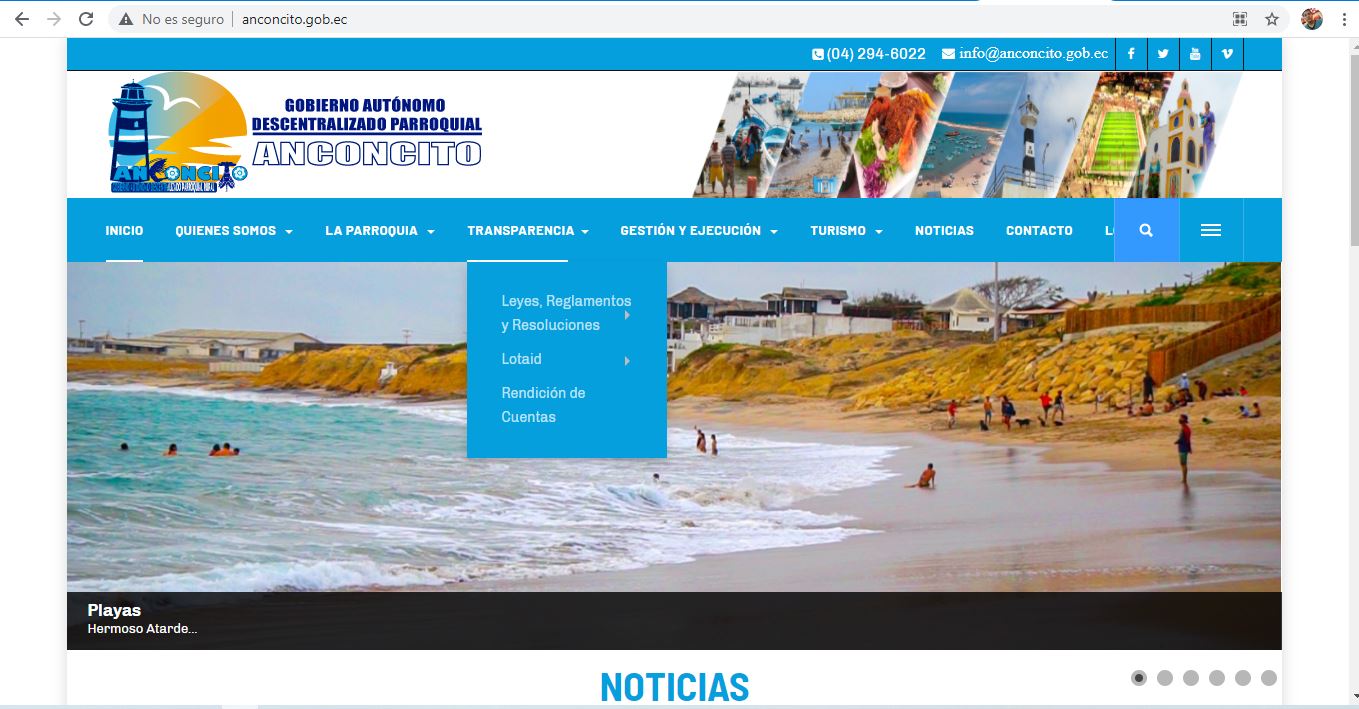 No es seguro
anconcito.gob.ec
(04) 294-6022
info@anconcito.gob.ec
GOBIERNO AUTÓNOMO
DESCENTRALIZADO PARROQUIAL
ANCONCITO
ANCONCITO
INICIO
QUIENES SOMOS
LA PARROQUIA
TRANSPARENCIA
GESTIÓN Y EJECUCIÓN
TURISMO
NOTICIAS
CONTACTO
Leyes, Reglamentos
y Resoluciones
Lotaid
Rendición de
Cuentas
Playas
Hermoso Atarde...
NOTICIAS